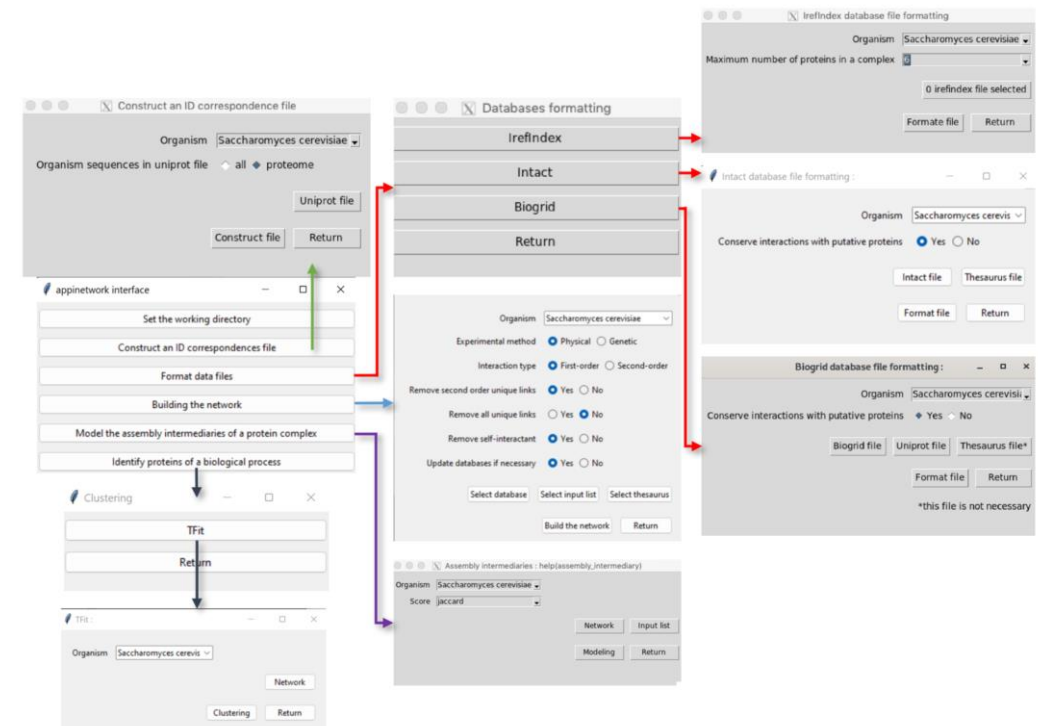 Construct an ID correspondence file
Organism Saccharomyces cerevisiae
Organism sequences in uniprot file all proteome
Uniprot file
Construct file Return
appinetwork interface
Set the working directory
Construct an ID correspondences file
Format data files
Building the network
Model the assembly intermediaries of a protein complex
Identify proteins of a biological process
Clustering
TFit
Return
TFit :
Organism Saccharomyces cerevis
Network
Clustering Return
Databases formatting
IrefIndex
Intact
Biogrid
Return
Organism Saccharomyces cerevisiae
Experimental method Physical Genetic
Interaction type First-order Second-order
Remove second order unique links Yes No
Remove all unique links Yes No
Remove self-interactant Yes No
Update databases if necessary Yes No
Select database Select input list Select thesaurus
Build the network Return
Assembly intermediaries : help(assembly_intermediary)
Organism Saccharomyces cerevisiae
Score jaccard
Network Input list
Modeling Return
IrefIndex database file formatting
Organism Saccharomyces cerevisiae
Maximum number of proteins in a complex
0 irefindex file selected
Formate file Return
Intact database file formatting :
Organism Saccharomyces cerevis
Conserve interactions with putative proteins Yes No
Intact file Thesaurus file
Format file Return
Biogrid database file formatting :
Organism Saccharomyces cerevisi
Conserve interactions with putative proteins Yes No
Biogrid file Uniprot file Thesaurus file*
Format file Return
*this file is not necessary